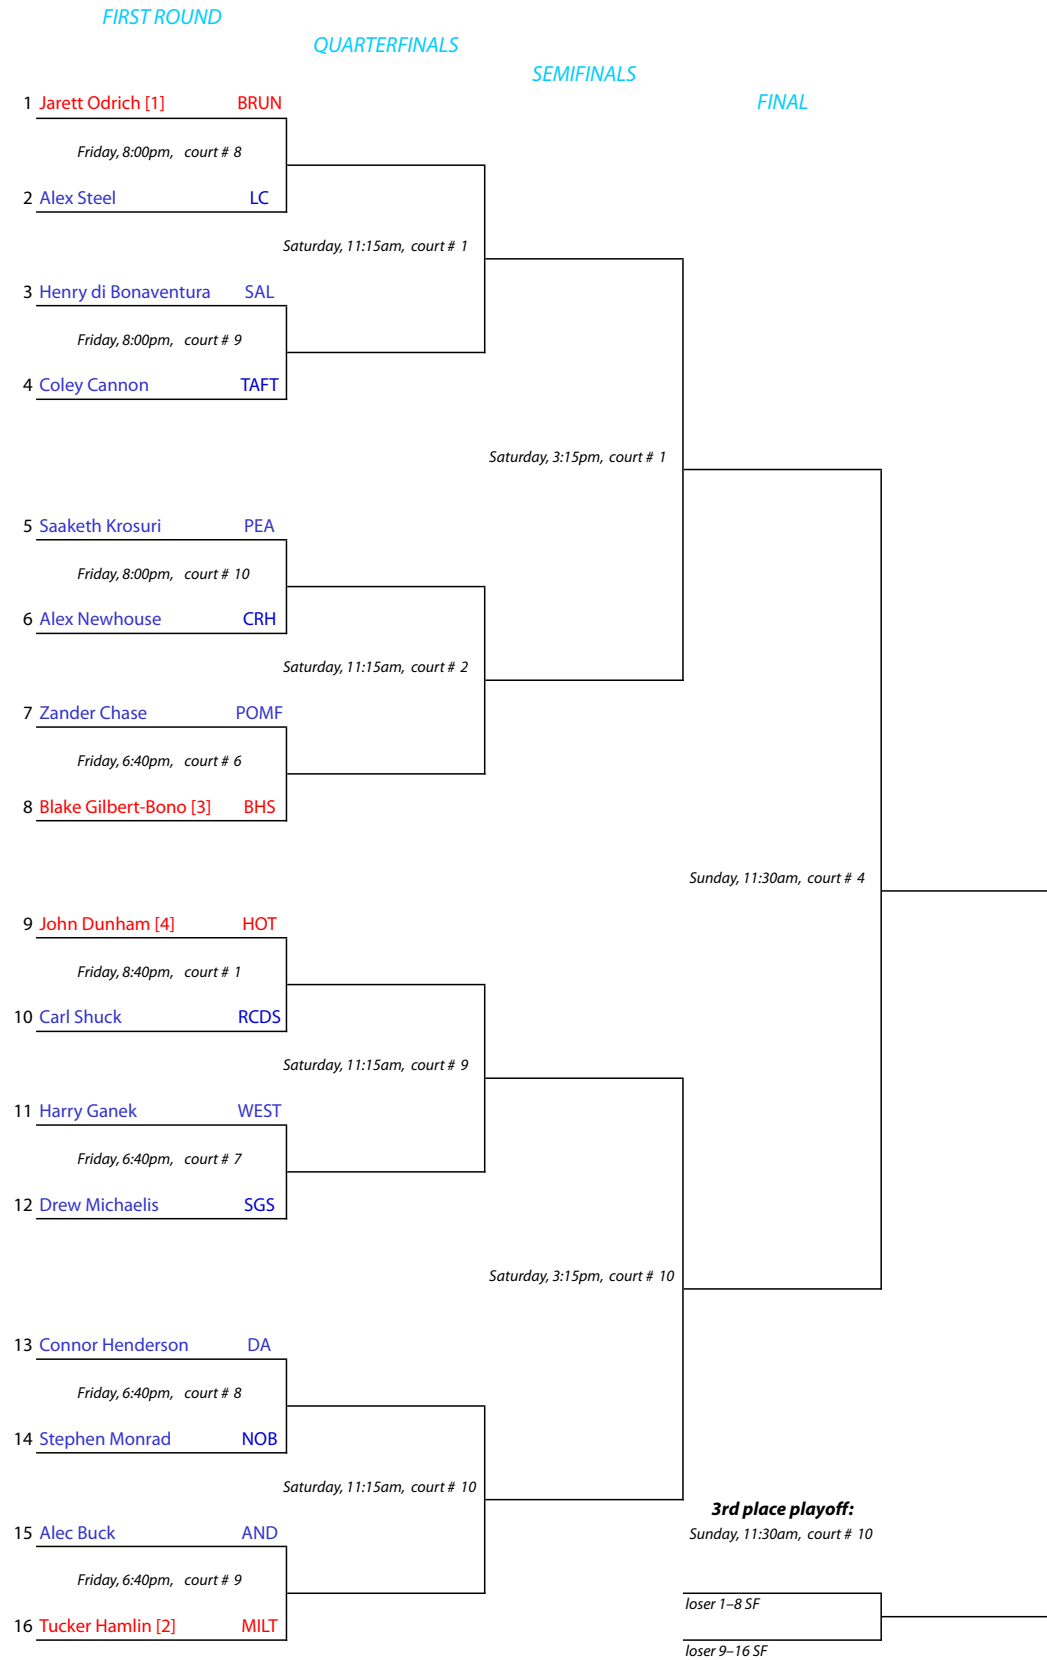 FIRST ROUND
QUARTERFINALS
SEMIFINALS
FINAL
1 Jarett Odrich [1] BRUN
Friday, 8:00pm, court # 8
2 Alex Steel LC
Saturday, 11:15am, court # 1
3 Henry di Bonaventura SAL
Friday, 8:00pm, court # 9
4 Coley Cannon TAFT
Saturday, 3:15pm, court # 1
5 Saaketh Krosuri PEA
Friday, 8:00pm, court # 10
6 Alex Newhouse CRH
Saturday, 11:15am, court # 2
7 Zander Chase POMF
Friday, 6:40pm, court # 6
8 Blake Gilbert-Bono [3] BHS
Sunday, 11:30am, court # 4
9 John Dunham [4] HOT
Friday, 8:40pm, court # 1
10 Carl Shuck RCDS
Saturday, 11:15am, court # 9
11 Harry Ganek WEST
Friday, 6:40pm, court # 7
12 Drew Michaelis SGS
Saturday, 3:15pm, court # 10
13 Connor Henderson DA
Friday, 6:40pm, court # 8
14 Stephen Monrad NOB
Saturday, 11:15am, court # 10
3rd place playoff:
15 Alec Buck AND
Sunday, 11:30am, court # 10
Friday, 6:40pm, court # 9
loser 1–8 SF
16 Tucker Hamlin [2] MILT
loser 9–16 SF